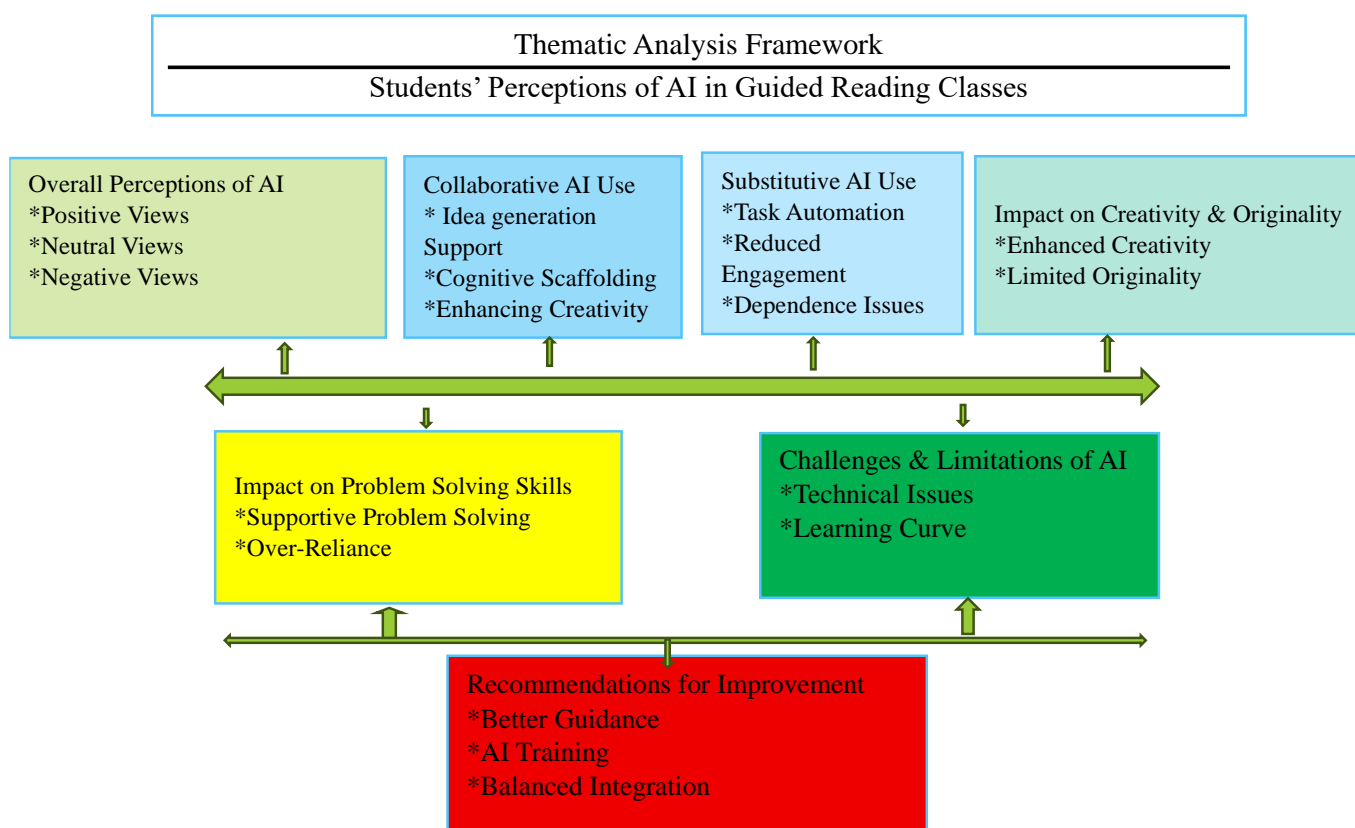 Thematic Analysis Framework
Students’ Perceptions of AI in Guided Reading Classes
Overall Perceptions of AI
*Positive Views
*Neutral Views
*Negative Views
Collaborative AI Use
* Idea generation
Support
*Cognitive Scaffolding
*Enhancing Creativity
Substitutive AI Use
*Task Automation
*Reduced
Engagement
*Dependence Issues
Impact on Creativity & Originality
*Enhanced Creativity
*Limited Originality
Impact on Problem Solving Skills
*Supportive Problem Solving
*Over-Reliance
Challenges & Limitations of AI
*Technical Issues
*Learning Curve
Recommendations for Improvement
*Better Guidance
*AI Training
*Balanced Integration